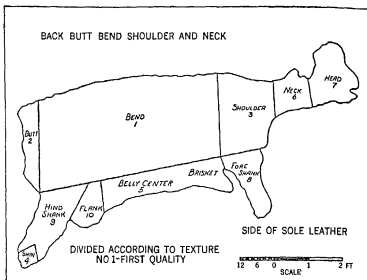 BACK BUTT BEND SHOULDER AND NECK
HEAD
7
NECK
6
SHOULDER
3
BEND
1
BUTT
2
FORE
SHANK
8
BRISKET
BELLY CENTER
5
FLANK
10
HIND
SHANK
9
SHIN
4
SIDE OF SOLE LEATHER
DIVIDED ACCORDING TO TEXTURE
NO 1-FIRST QUALITY
12 6 0 1 2 FT
SCALE